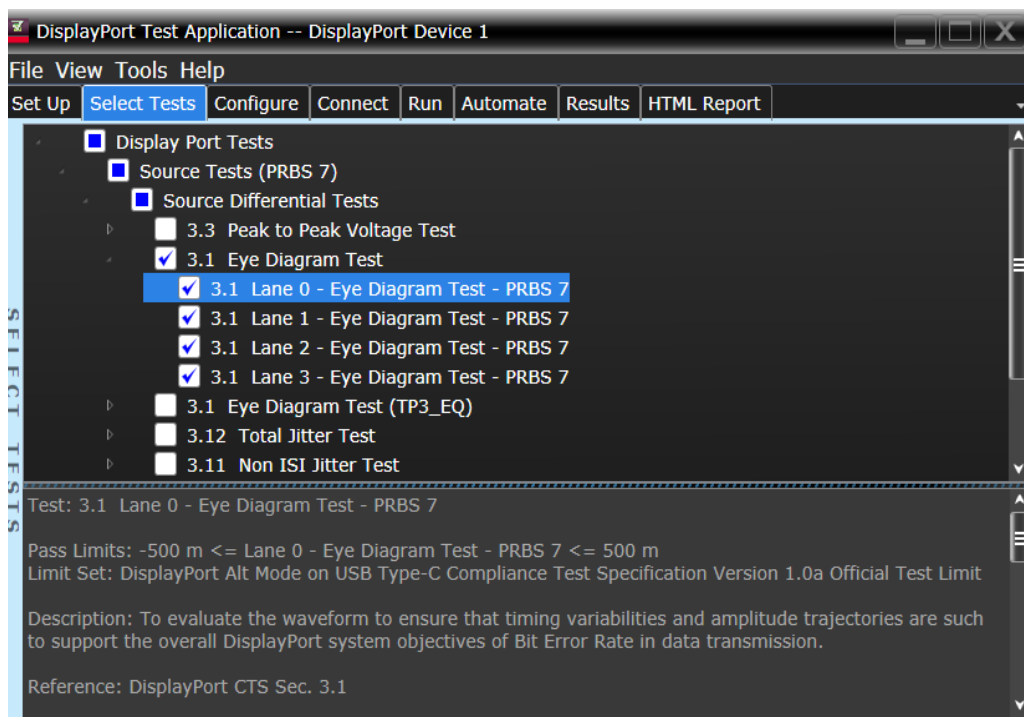 DisplayPort Test Application -- DisplayPort Device 1
File View Tools Help
Set Up Select Tests Configure Connect Run Automate Results HTML Report
Display Port Tests
Source Tests (PRBS 7)
Source Differential Tests
3.3 Peak to Peak Voltage Test
3.1 Eye Diagram Test
3.1 Lane 0 - Eye Diagram Test - PRBS 7
3.1 Lane 1 - Eye Diagram Test - PRBS 7
3.1 Lane 2 - Eye Diagram Test - PRBS 7
3.1 Lane 3 - Eye Diagram Test - PRBS 7
3.1 Eye Diagram Test (TP3_EQ)
3.12 Total Jitter Test
3.11 Non ISI Jitter Test
SELECT TESTS
Test: 3.1 Lane 0 - Eye Diagram Test - PRBS 7
Pass Limits: -500 m <= Lane 0 - Eye Diagram Test - PRBS 7 <= 500 m
Limit Set: DisplayPort Alt Mode on USB Type-C Compliance Test Specification Version 1.0a Official Test Limit
Description: To evaluate the waveform to ensure that timing variabilities and amplitude trajectories are such
to support the overall DisplayPort system objectives of Bit Error Rate in data transmission.
Reference: DisplayPort CTS Sec. 3.1